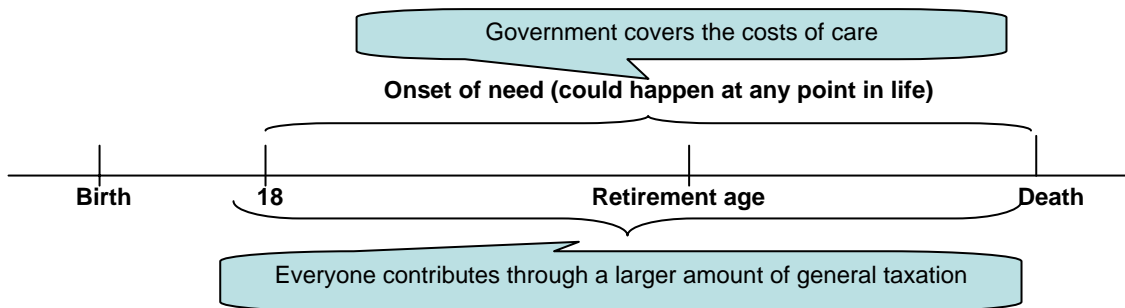 Government covers the costs of care
Onset of need (could happen at any point in life)
Birth 18 Retirement age Death
Everyone contributes through a larger amount of general taxation